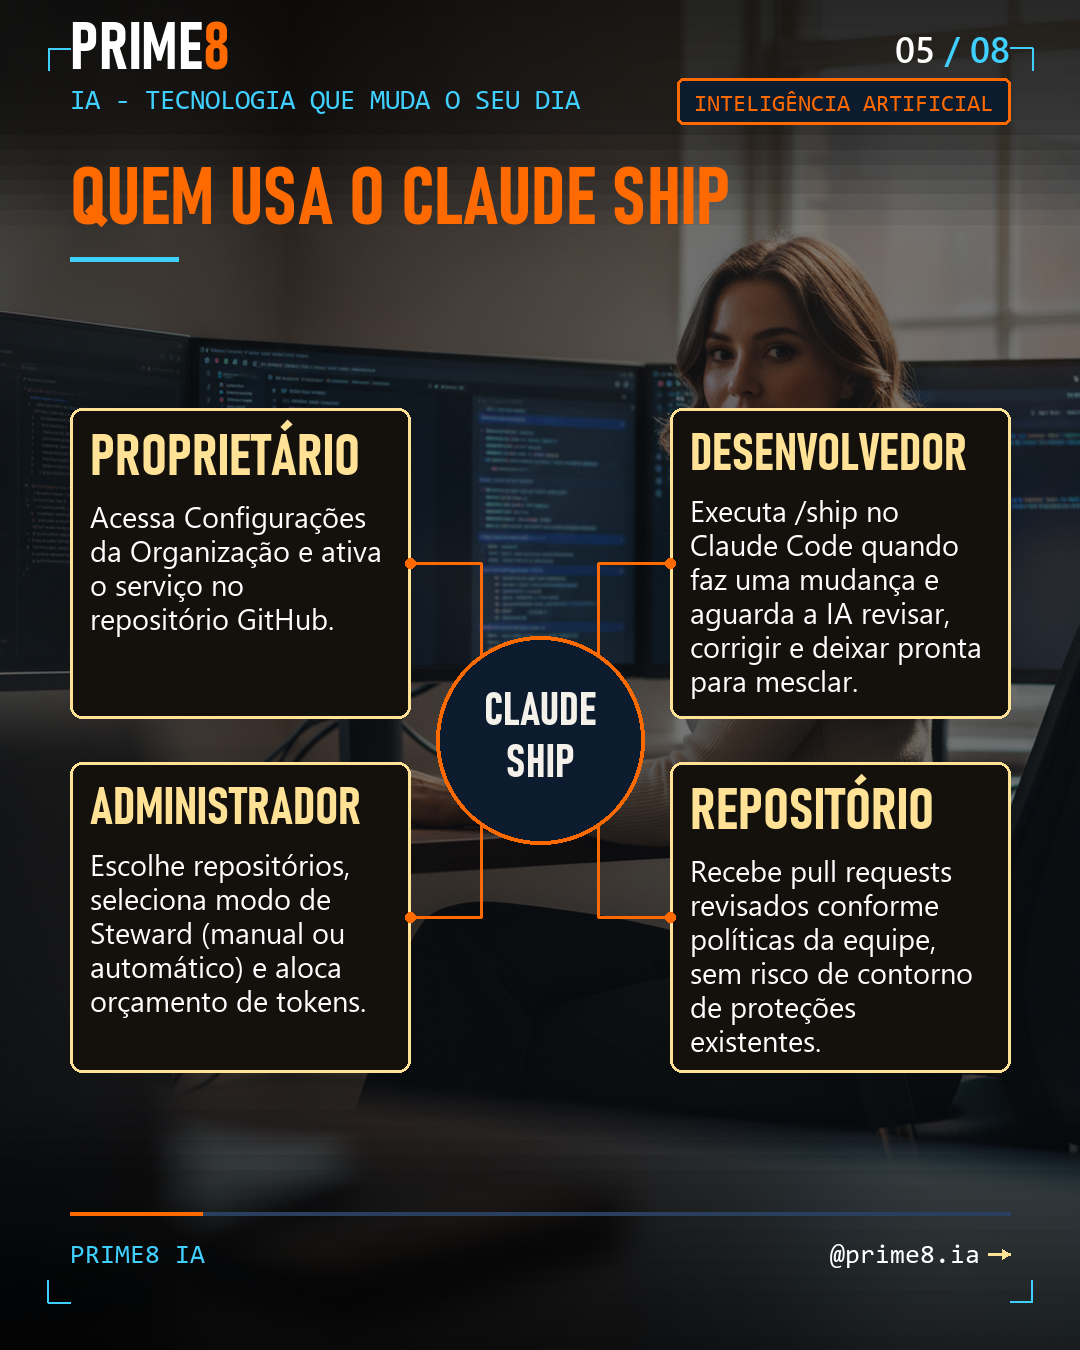 PRIME8
05 / 08
IA - TECNOLOGIA QUE MUDA O SEU DIA
INTELIGÊNCIA ARTIFICIAL
QUEM USA O CLAUDE SHIP
PROPRIETÁRIO
Acessa Configurações
da Organização e ativa
o serviço no
repositório GitHub.
DESENVOLVEDOR
Executa /ship no
Claude Code quando
faz uma mudança e
aguarda a IA revisar,
corrigir e deixar pronta
para mesclar.
CLAUDE
SHIP
ADMINISTRADOR
Escolhe repositórios,
seleciona modo de
Steward (manual ou
automático) e aloca
orçamento de tokens.
REPOSITÓRIO
Recebe pull requests
revisados conforme
políticas da equipe,
sem risco de contorno
de proteções
existentes.
PRIME8 IA
@prime8.ia